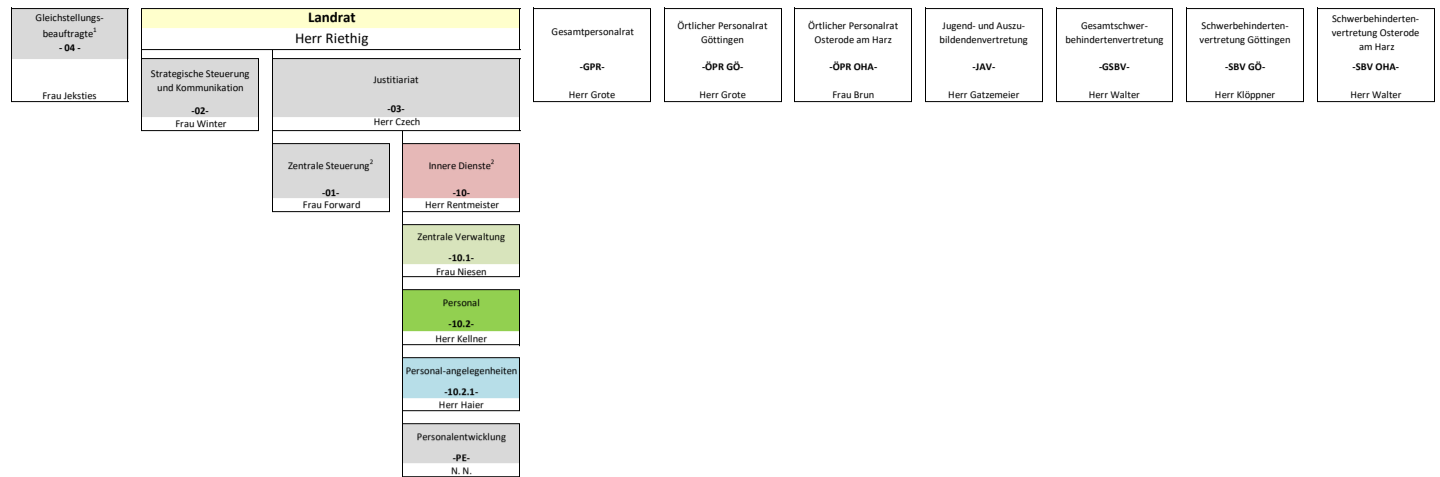 Gleichstellungs-
beauftragte¹
- 04 -
Frau Jeksties
Landrat
Herr Riethig
Strategische Steuerung
und Kommunikation
-02-
Frau Winter
Justitiariat
-03-
Herr Czech
Zentrale Steuerung²
-01-
Frau Forward
Innere Dienste²
-10-
Herr Rentmeister
Zentrale Verwaltung
-10.1-
Frau Niesen
Personal
-10.2-
Herr Kellner
Personal-angelegenheiten
-10.2.1-
Herr Haier
Personalentwicklung
-PE-
N. N.
Gesamtpersonalrat
-GPR-
Herr Grote
Örtlicher Personalrat
Göttingen
-ÖPR GÖ-
Herr Grote
Örtlicher Personalrat
Osterode am Harz
-ÖPR OHA-
Frau Brun
Jugend- und Auszu-
bildendenvertretung
-JAV-
Herr Gatzemeier
Gesamtschwer-
behindertenvertretung
-GSBV-
Herr Walter
Schwerbehinderten-
vertretung Göttingen
-SBV GÖ-
Herr Klöppner
Schwerbehinderten-
vertretung Osterode
am Harz
-SBV OHA-
Herr Walter